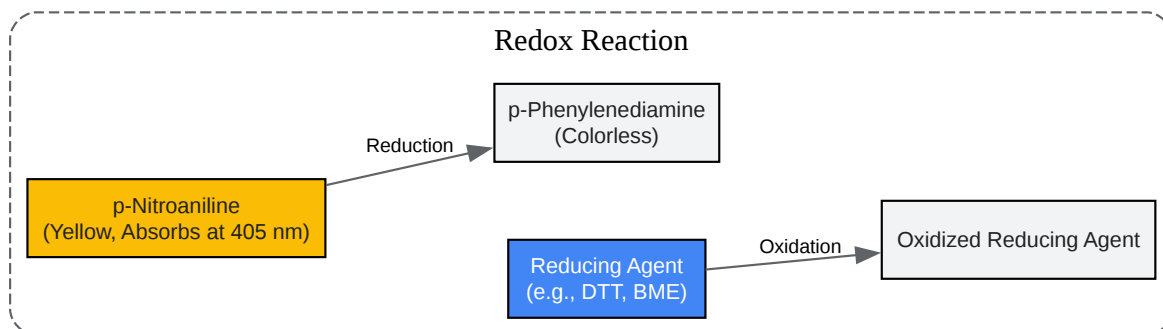 Redox Reaction
p-Phenylenediamine
(Colorless)
Reduction
p-Nitroaniline
(Yellow, Absorbs at 405 nm)
Reducing Agent
(e.g., DTT, BME)
Oxidation
Oxidized Reducing Agent